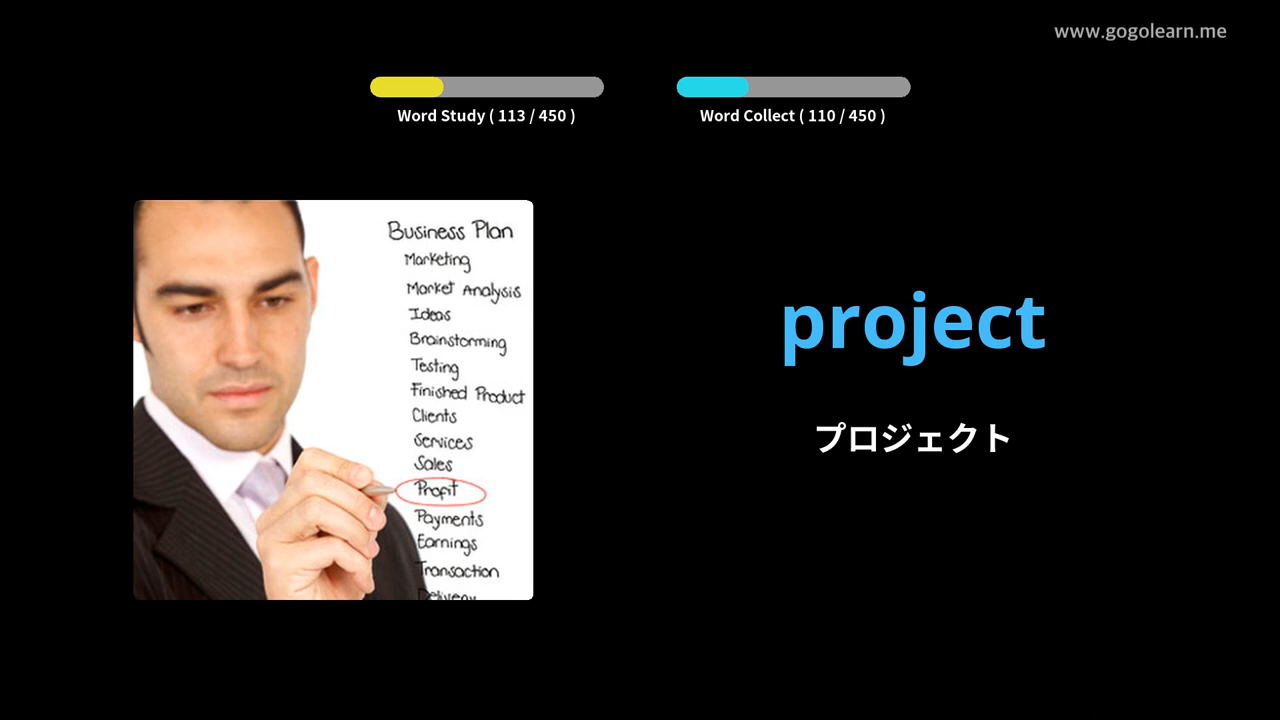 www.gogolearn.me
Word Study ( 113 / 450 )
Word Collect ( 110 / 450 )
Business Plan
Marketing
Market Analysis
Ideas
Brainstorming
Testing
Finished Product
Clients
Services
Sales
Profit
Payments
Earnings
Transaction
Delivery
project
プロジェクト